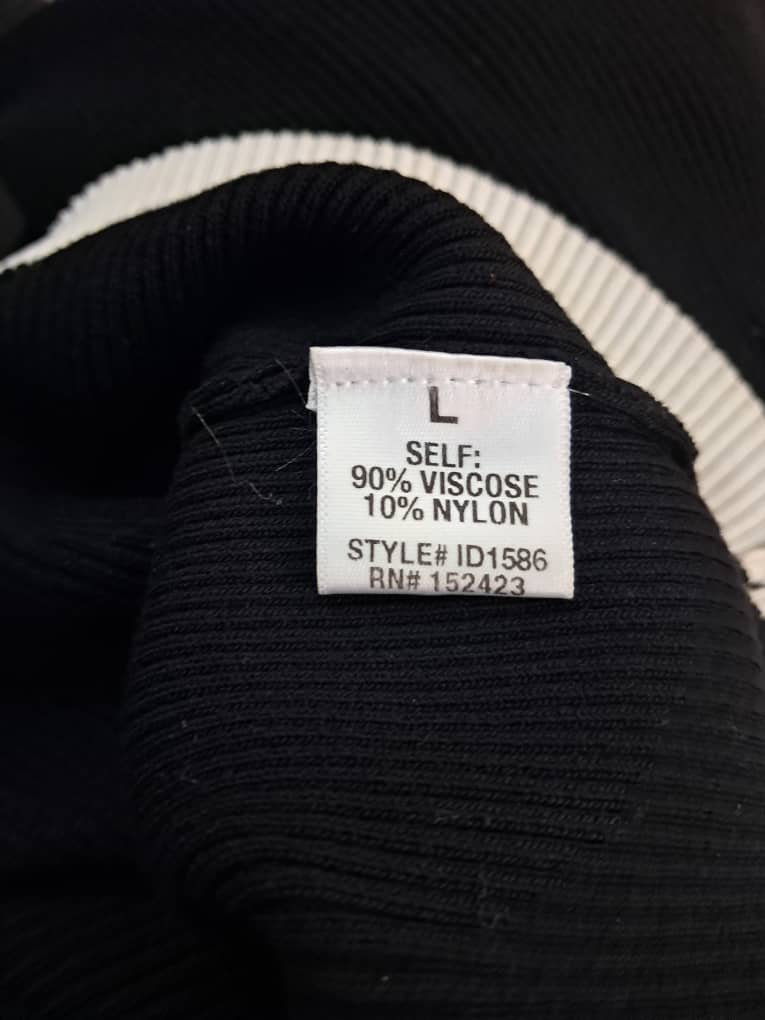 L
SELF:
90% VISCOSE
10% NYLON
STYLE# ID1586
RN# 152423